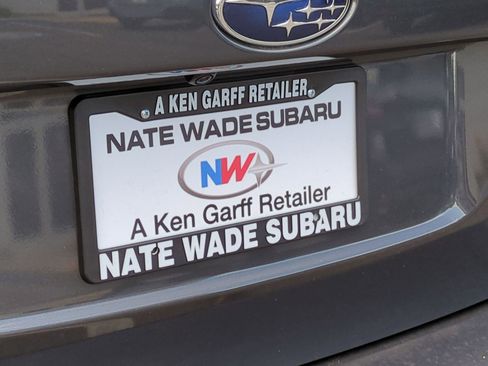 A KEN GARFF RETAILER
NATE WADE SUBARU
NW
A Ken Garff Retailer
NATE WADE SUBARU